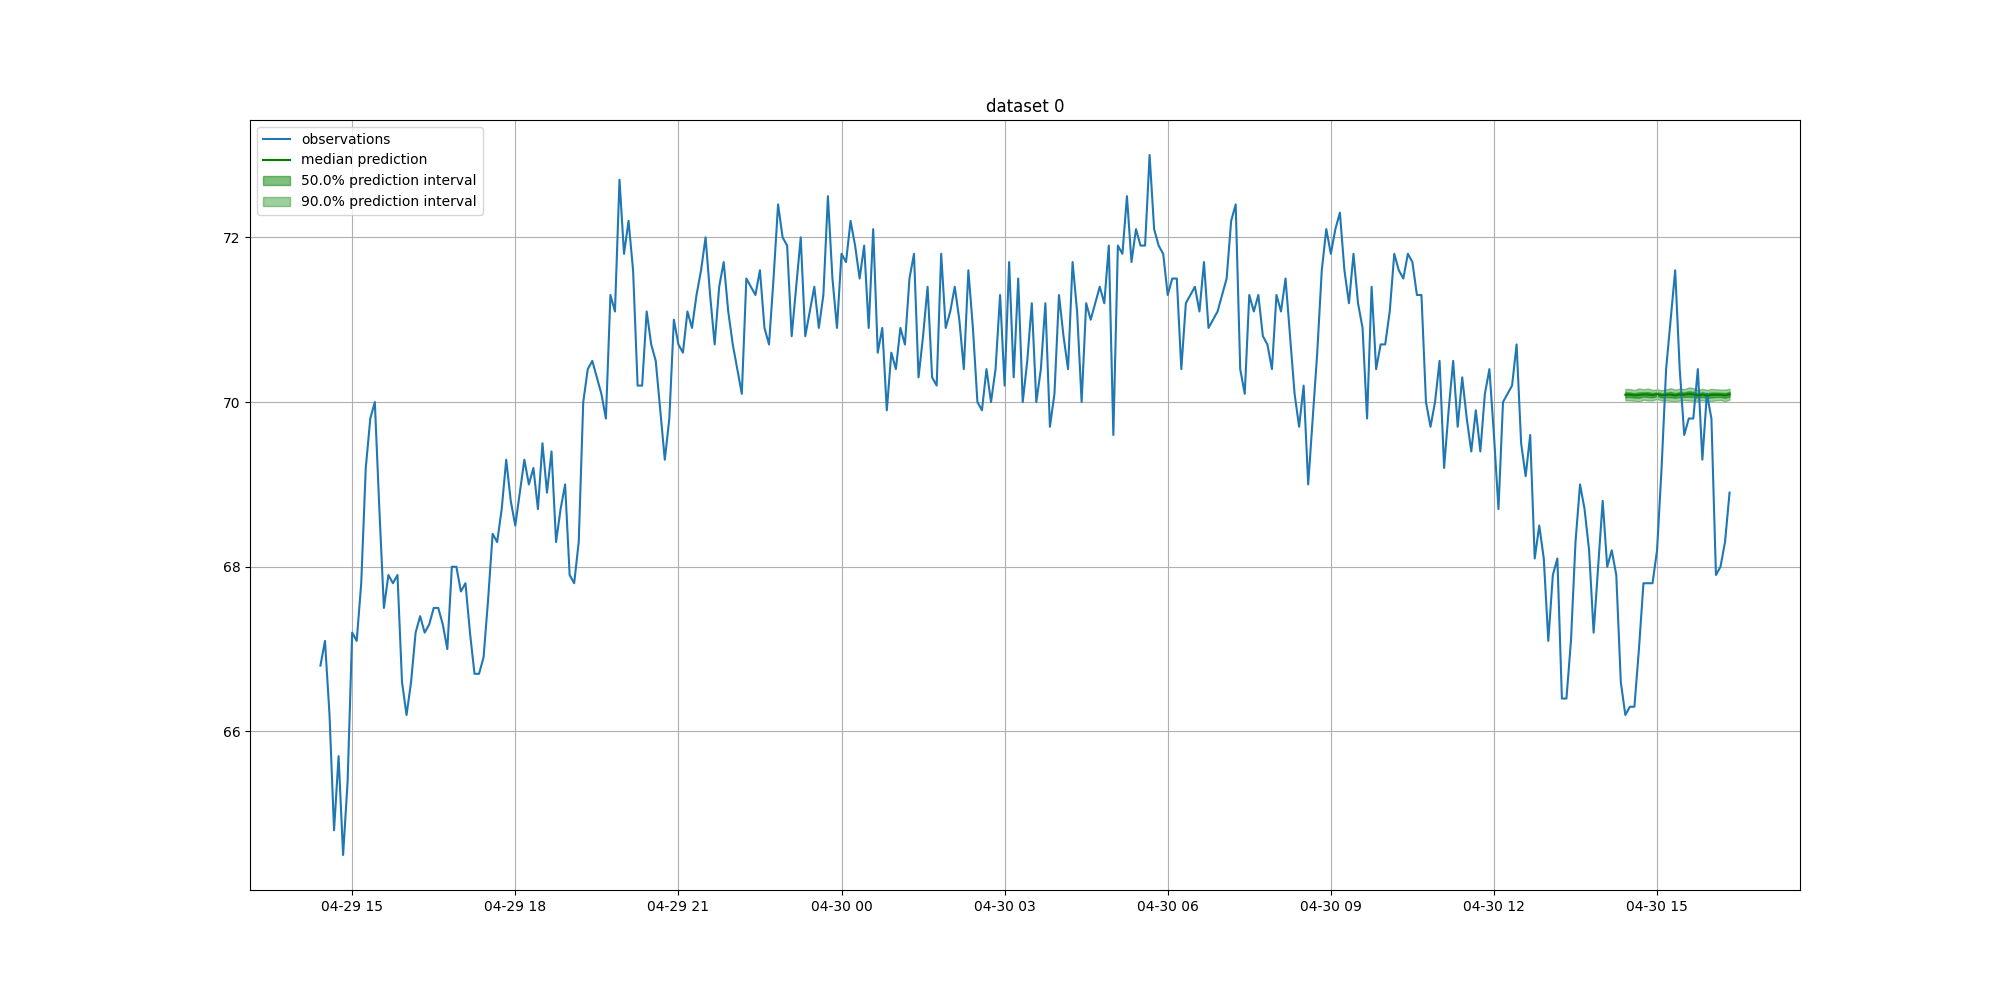 dataset 0
observations
median prediction
50.0% prediction interval
90.0% prediction interval
72
70
68
66
04-29 15
04-29 18
04-29 21
04-30 00
04-30 03
04-30 06
04-30 09
04-30 12
04-30 15